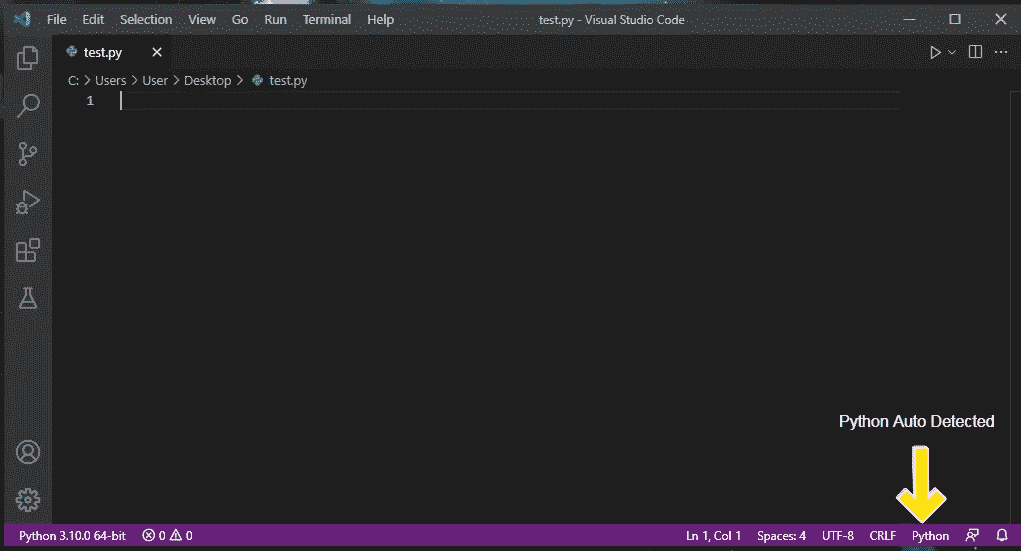 File Edit Selection View Go Run Terminal Help test.py - Visual Studio Code
test.py
C: > Users > User > Desktop > test.py
1
Python Auto Detected
Python 3.10.0 64-bit 0 0 Ln 1, Col 1 Spaces: 4 UTF-8 CRLF Python